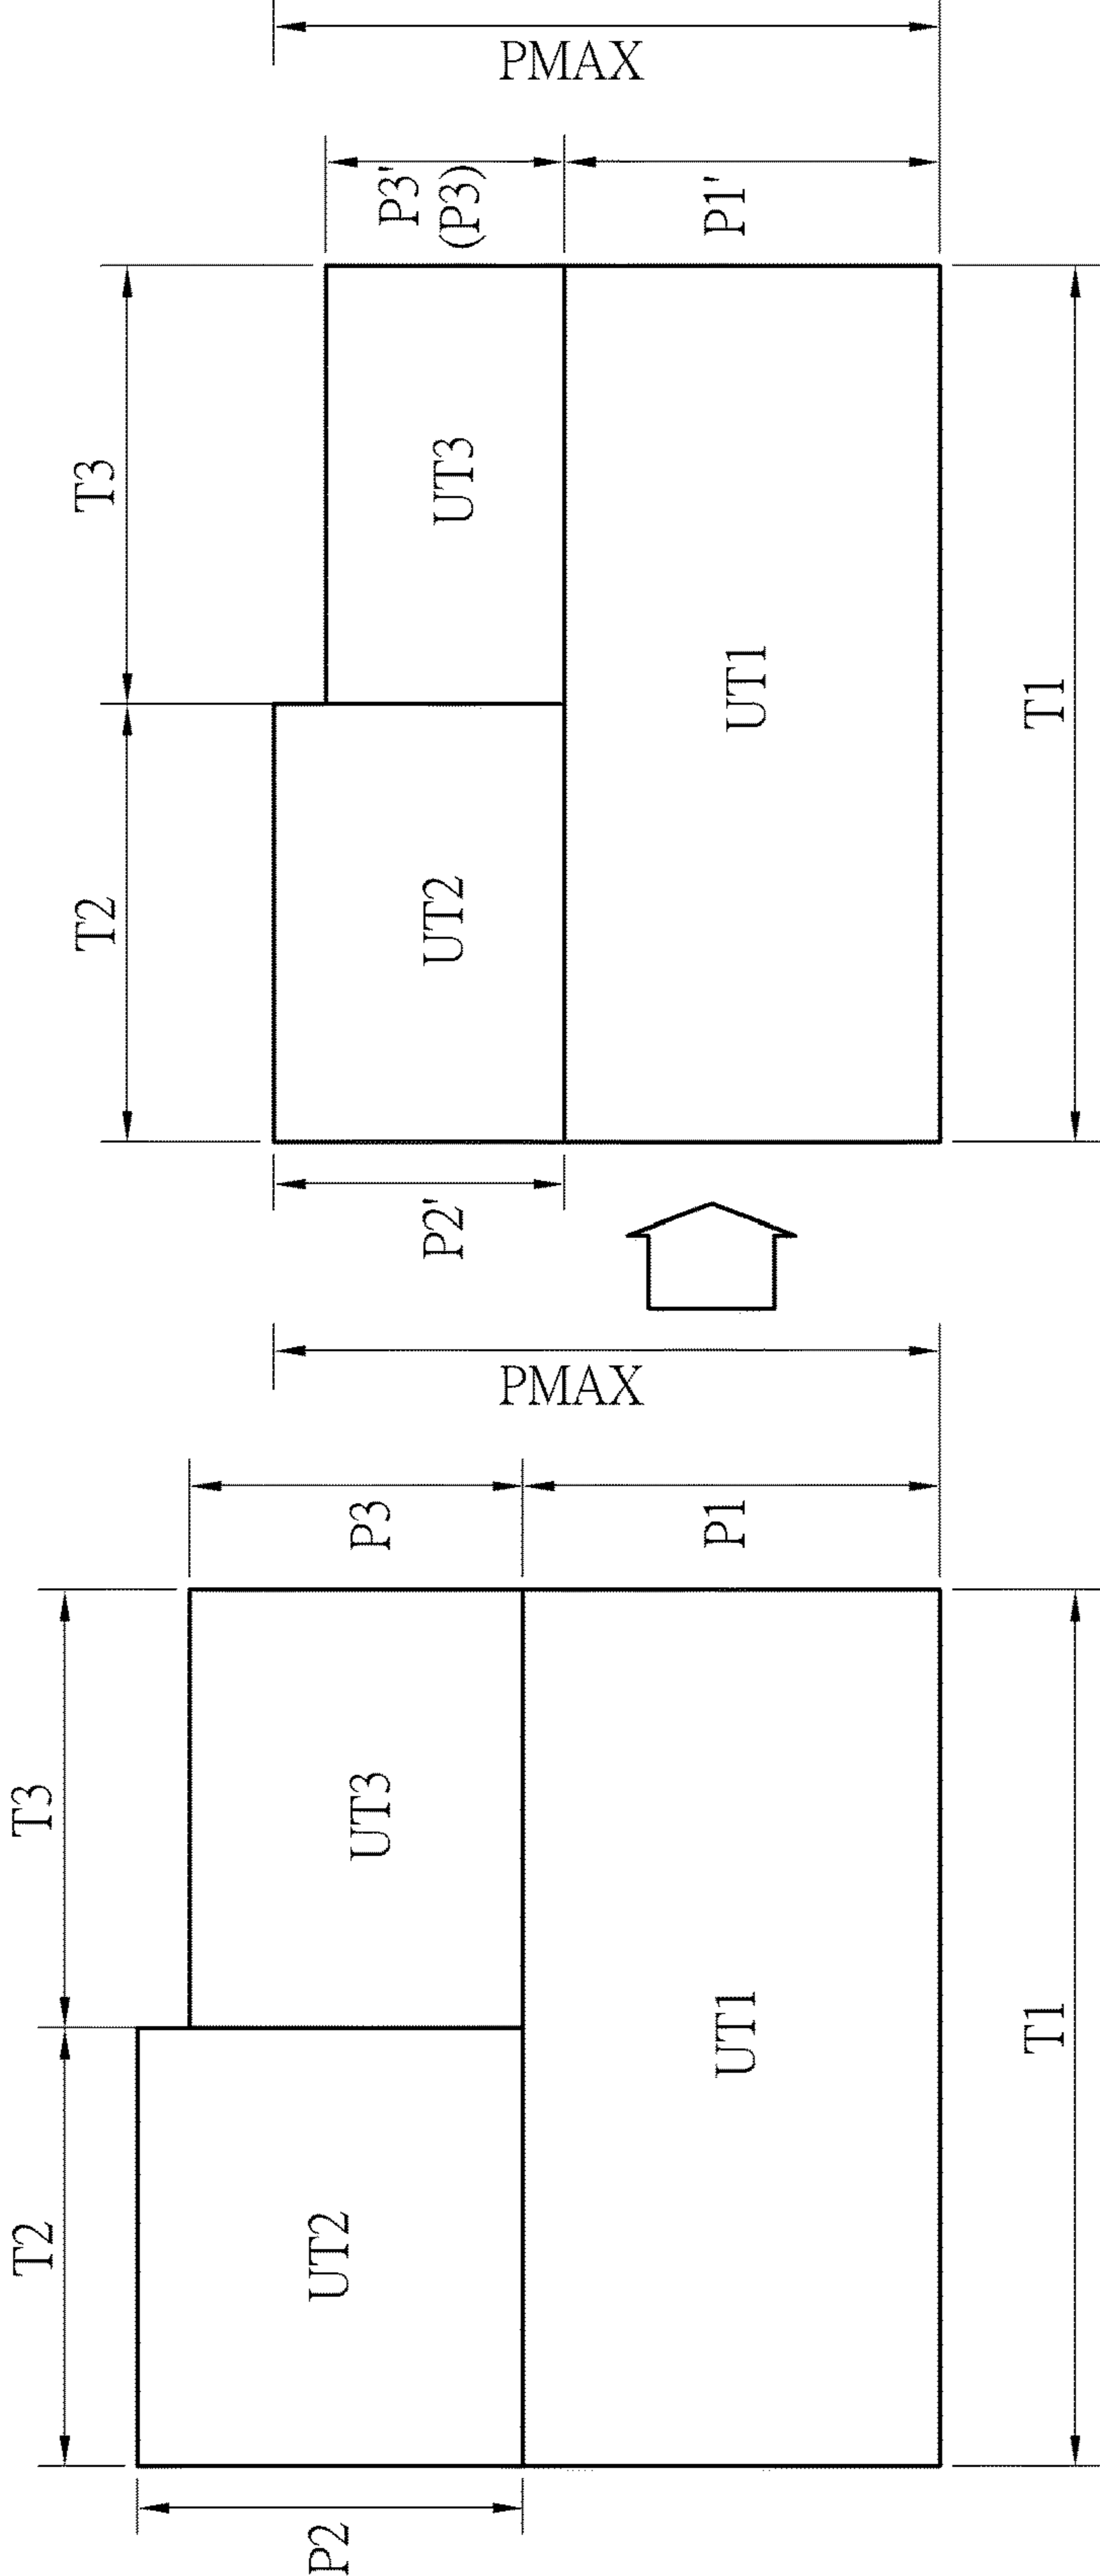 T2
T3
P2
UT2
UT3
P3
PMAX
UT1
P1
T1
T2
T3
P2'
UT2
UT3
P3'
(P3)
PMAX
UT1
P1'
T1